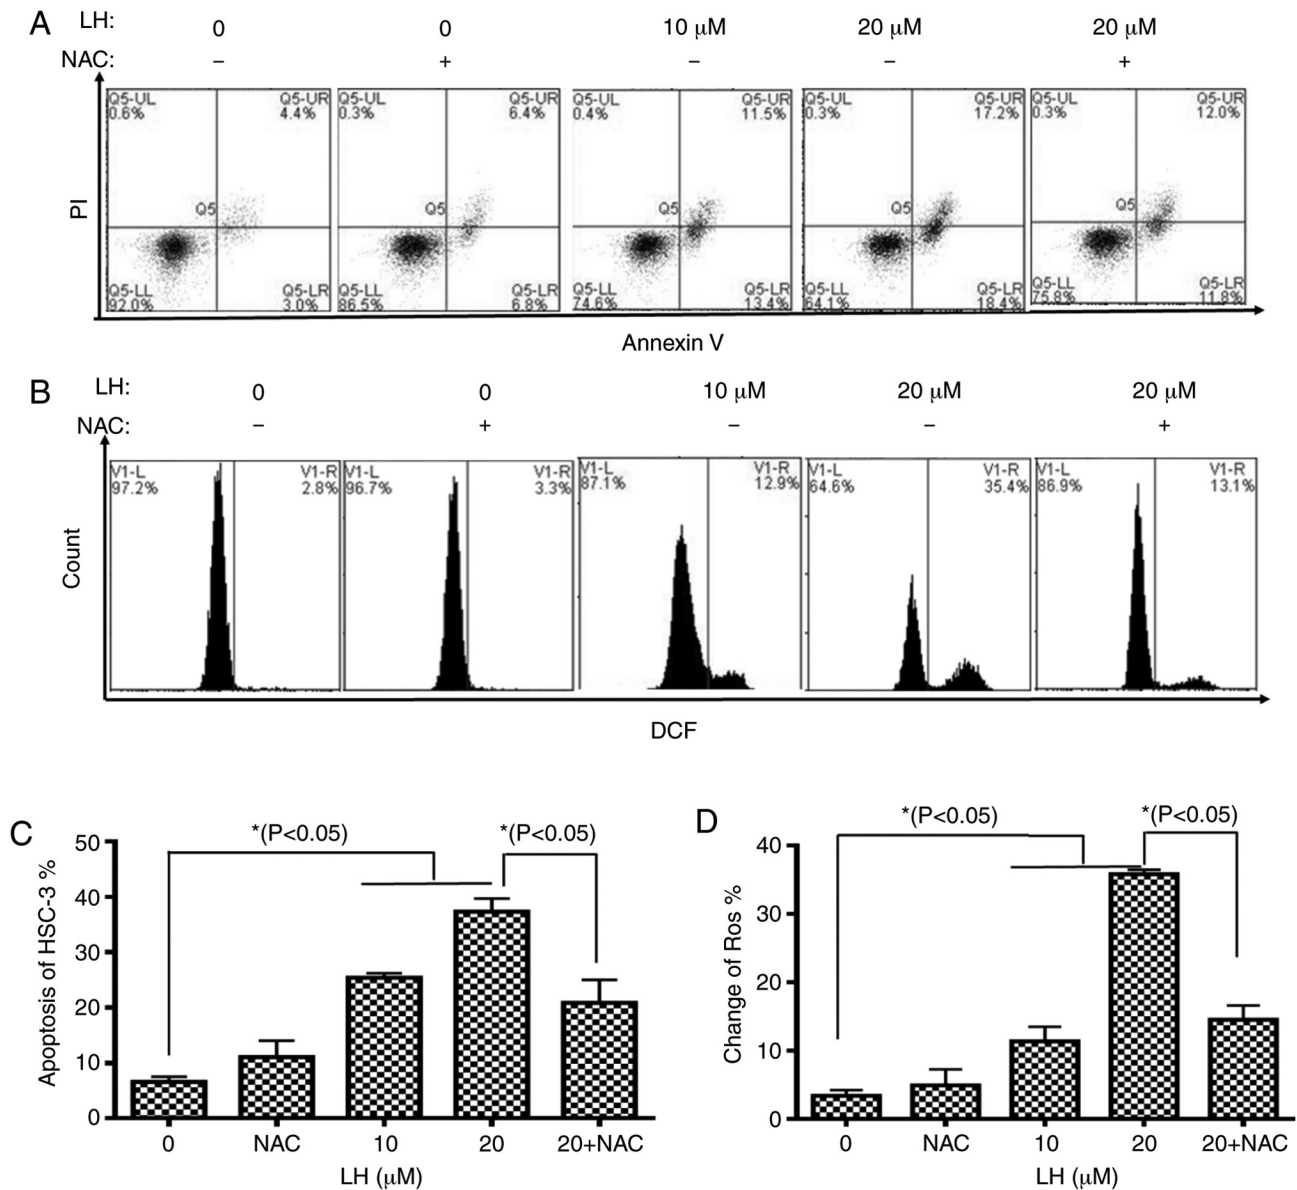 A
LH: 0 0 10 μM 20 μM 20 μM
NAC: − + − − +
Q5-UL Q5-UR Q5-UL Q5-UR Q5-UL Q5-UR Q5-UL Q5-UR Q5-UL Q5-UR
0.6% 4.4% 0.3% 6.4% 0.4% 11.5% 0.3% 17.2% 0.3% 12.0%
PI
Q5 Q5 Q5 Q5 Q5
Q5-LL Q5-LR Q5-LL Q5-LR Q5-LL Q5-LR Q5-LL Q5-LR Q5-LL Q5-LR
92.0% 3.0% 86.5% 6.8% 74.6% 13.4% 64.1% 18.4% 75.8% 11.8%
Annexin V
B
LH: 0 0 10 μM 20 μM 20 μM
NAC: − + − − +
V1-L V1-R V1-L V1-R V1-L V1-R V1-L V1-R V1-L V1-R
97.2% 2.8% 96.7% 3.3% 87.1% 12.9% 64.6% 35.4% 86.9% 13.1%
Count
DCF
C
*(P<0.05) *(P<0.05)
Apoptosis of HSC-3 %
50
40
30
20
10
0
0 NAC 10 20 20+NAC
LH (μM)
D
*(P<0.05) *(P<0.05)
Change of Ros %
40
30
20
10
0
0 NAC 10 20 20+NAC
LH (μM)